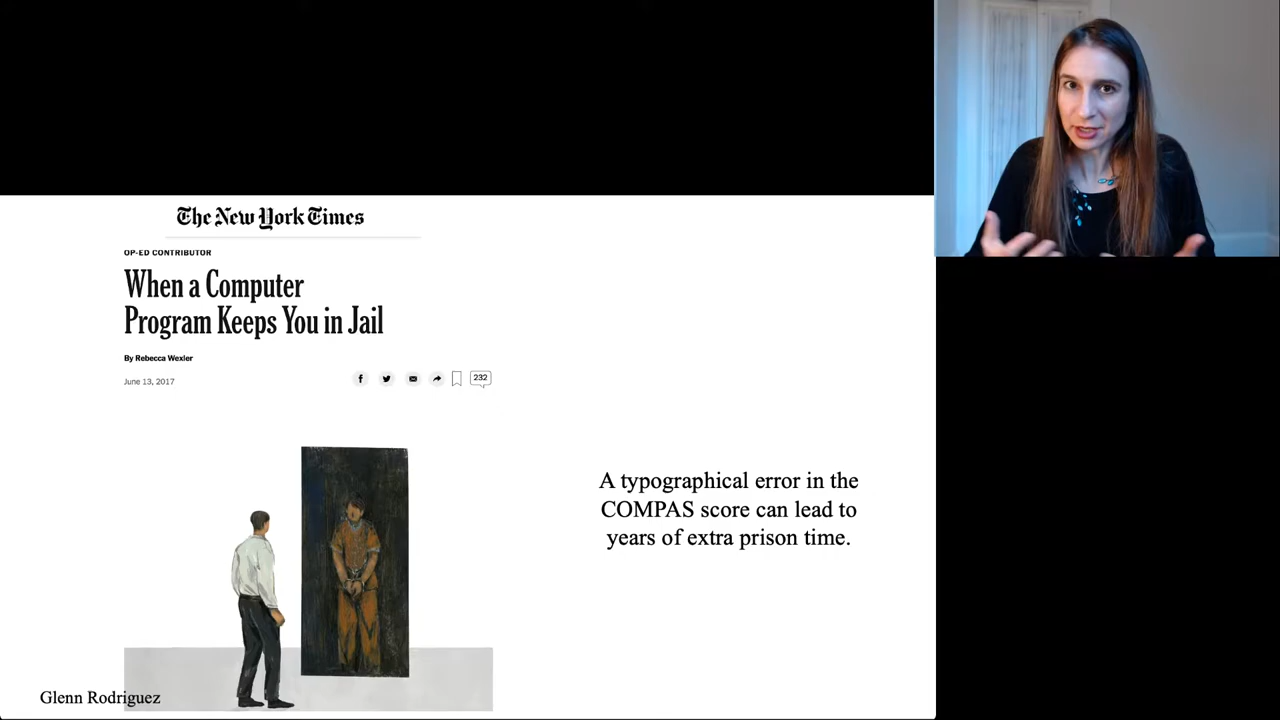 The New York Times
OP-ED CONTRIBUTOR
When a Computer
Program Keeps You in Jail
By Rebecca Wexler
June 13, 2017
232
A typographical error in the
COMPAS score can lead to
years of extra prison time.
Glenn Rodriguez